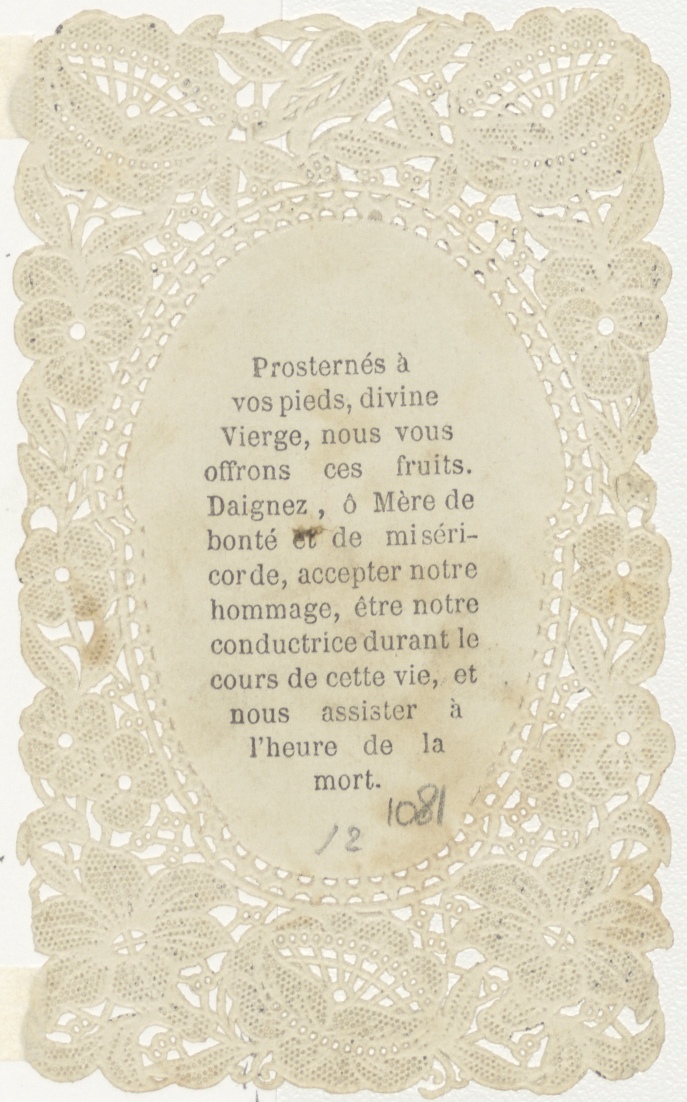 Prosternés à
vos pieds, divine
Vierge, nous vous
offrons ces fruits.
Daignez, ô Mère de
bonté et de miséri-
corde, accepter notre
hommage, être notre
conductrice durant le
cours de cette vie, et
nous assister à
l'heure de la
mort.
1081
/2